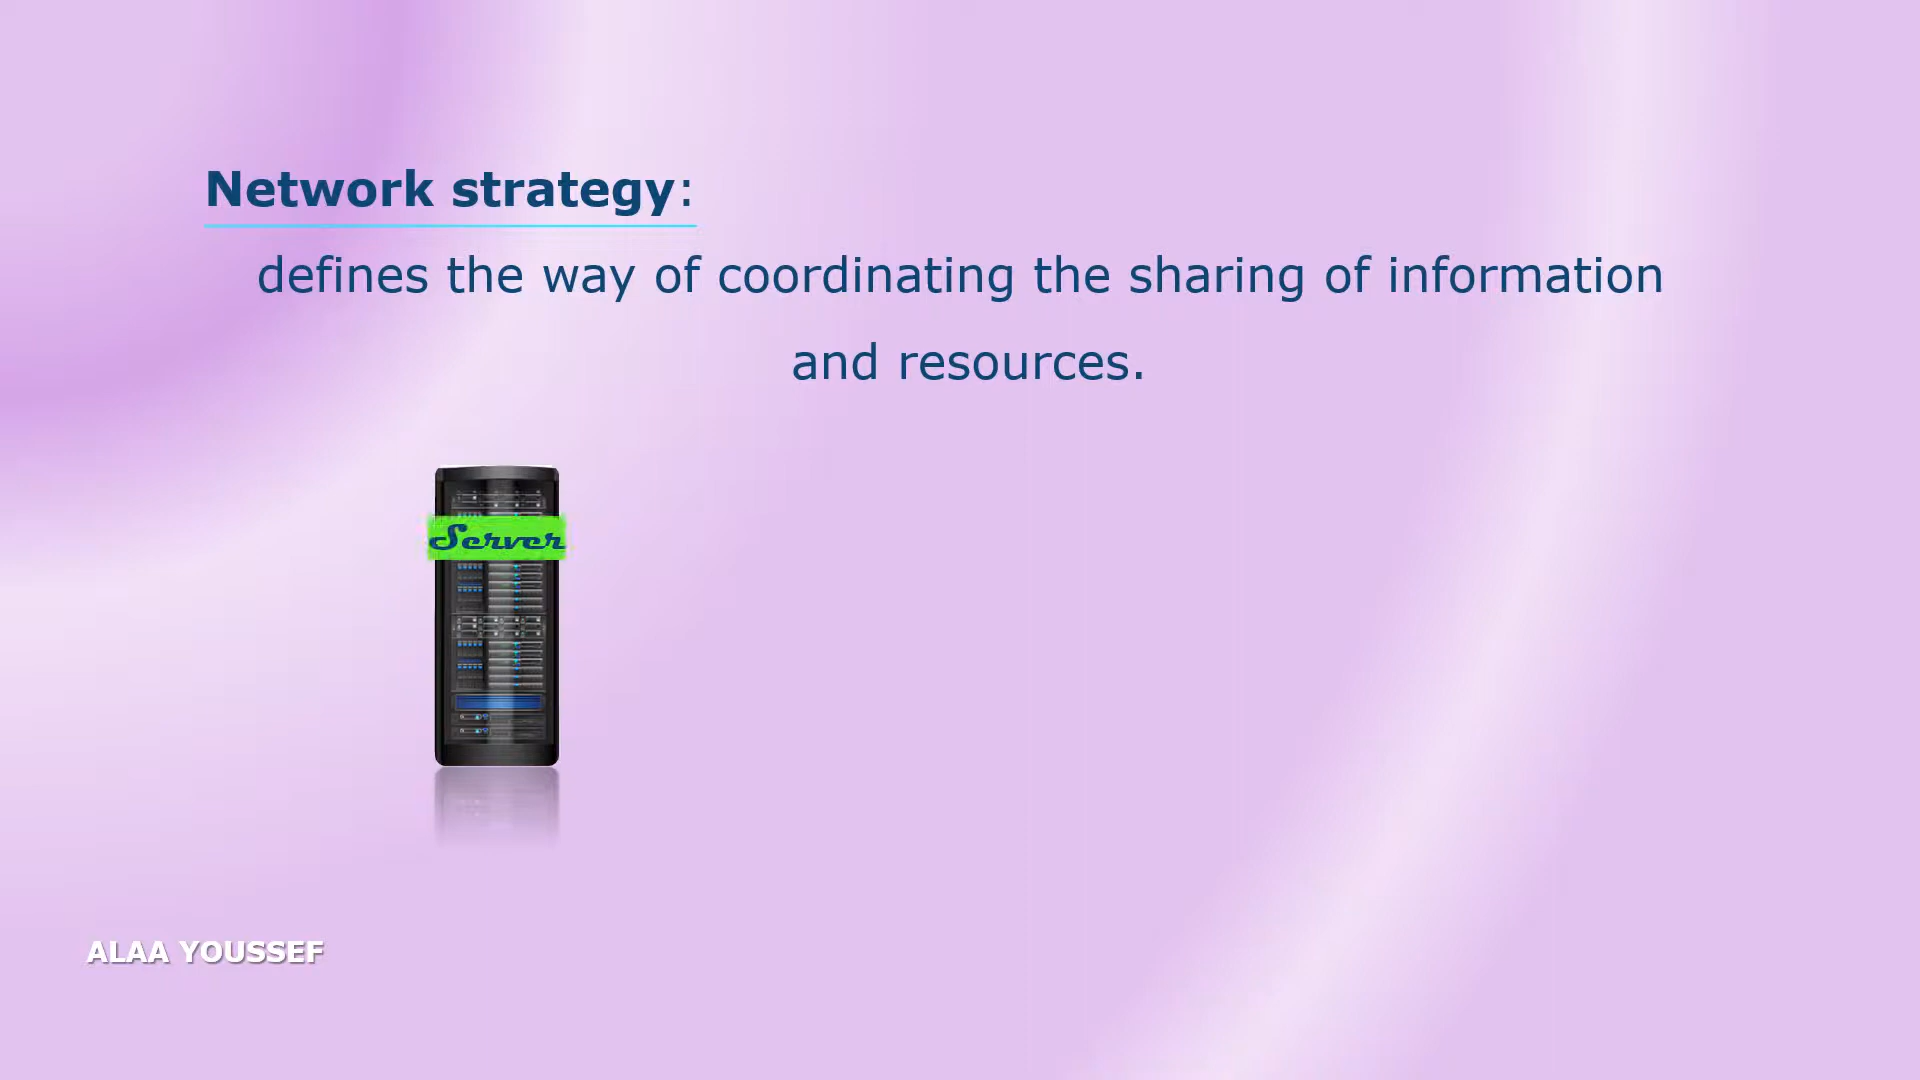 Network strategy:
defines the way of coordinating the sharing of information
and resources.
Server
ALAA YOUSSEF